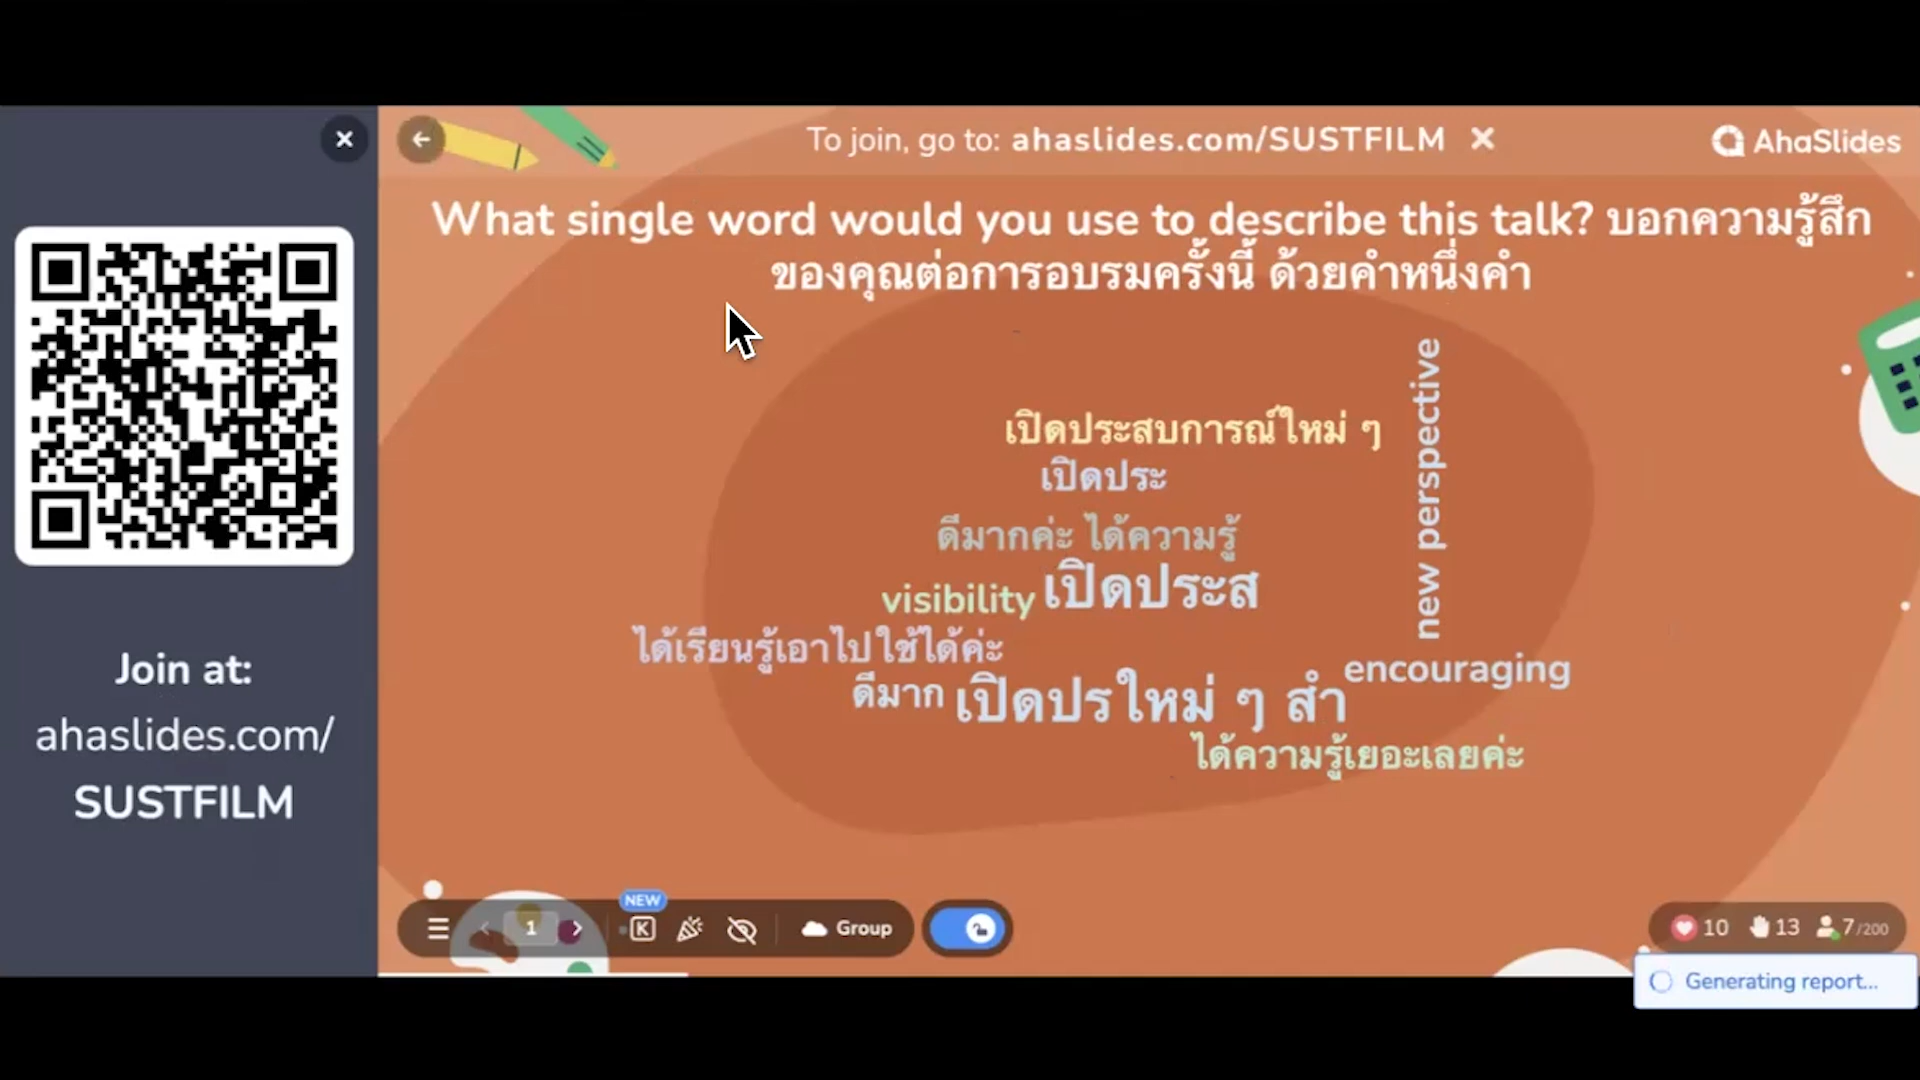 To join, go to: ahaslides.com/SUSTFILM
AhaSlides
What single word would you use to describe this talk? บอกความรู้สึก
ของคุณต่อการอบรมครั้งนี้ ด้วยคำหนึ่งคำ
new perspective
เปิดประสบการณ์ใหม่ ๆ
เปิดประ
ดีมากค่ะ ได้ความรู้
visibility
เปิดประส
ได้เรียนรู้เอาไปใช้ได้ค่ะ
encouraging
ดีมาก
เปิดปรใหม่ ๆ สำ
ได้ความรู้เยอะเลยค่ะ
Join at:
ahaslides.com/
SUSTFILM
NEW
1
K
Group
10
13
7/200
Generating report...